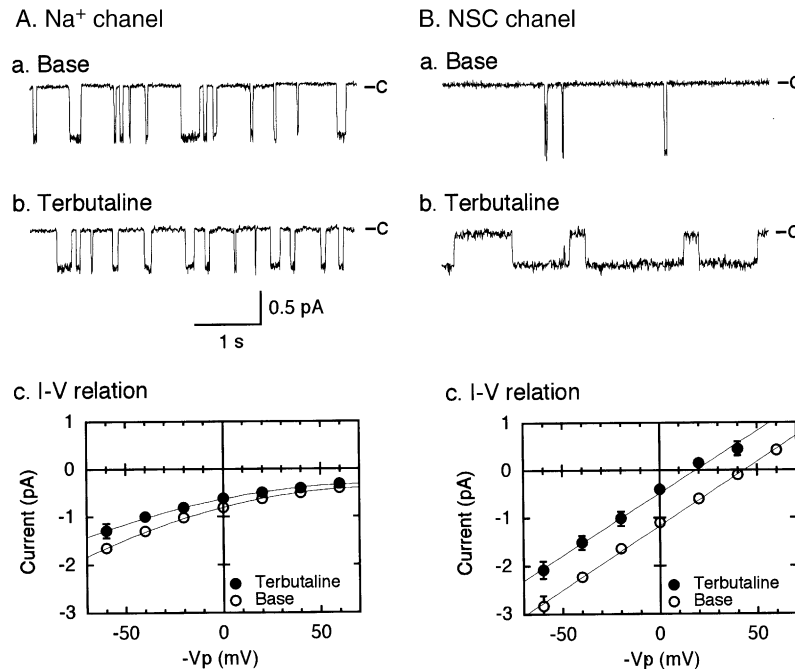 A. Na+ chanel
a. Base
–C
b. Terbutaline
–C
0.5 pA
1 s
c. I-V relation
1
0
-1
-2
-3
Current (pA)
-50
0
50
-Vp (mV)
Terbutaline
Base
B. NSC chanel
a. Base
–C
b. Terbutaline
–C
c. I-V relation
1
0
-1
-2
-3
Current (pA)
-50
0
50
-Vp (mV)
Terbutaline
Base